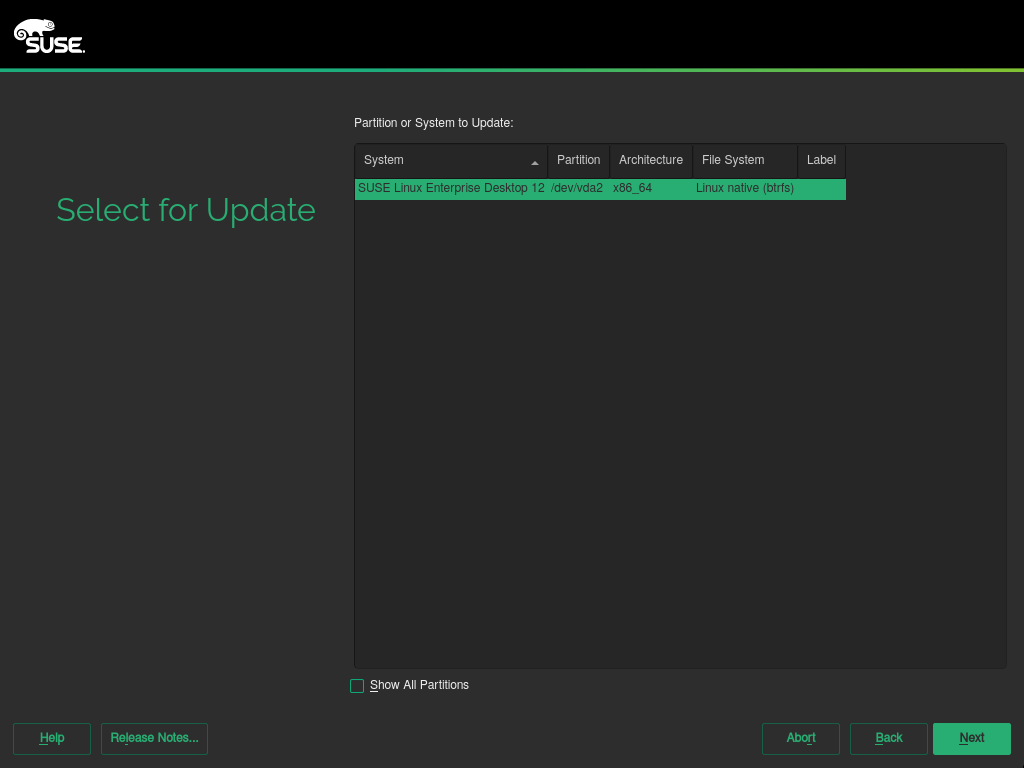 SUSE.
Partition or System to Update:
System Partition Architecture File System Label
SUSE Linux Enterprise Desktop 12 /dev/vda2 x86_64 Linux native (btrfs)
Select for Update
Show All Partitions
Help Release Notes... Abort Back Next